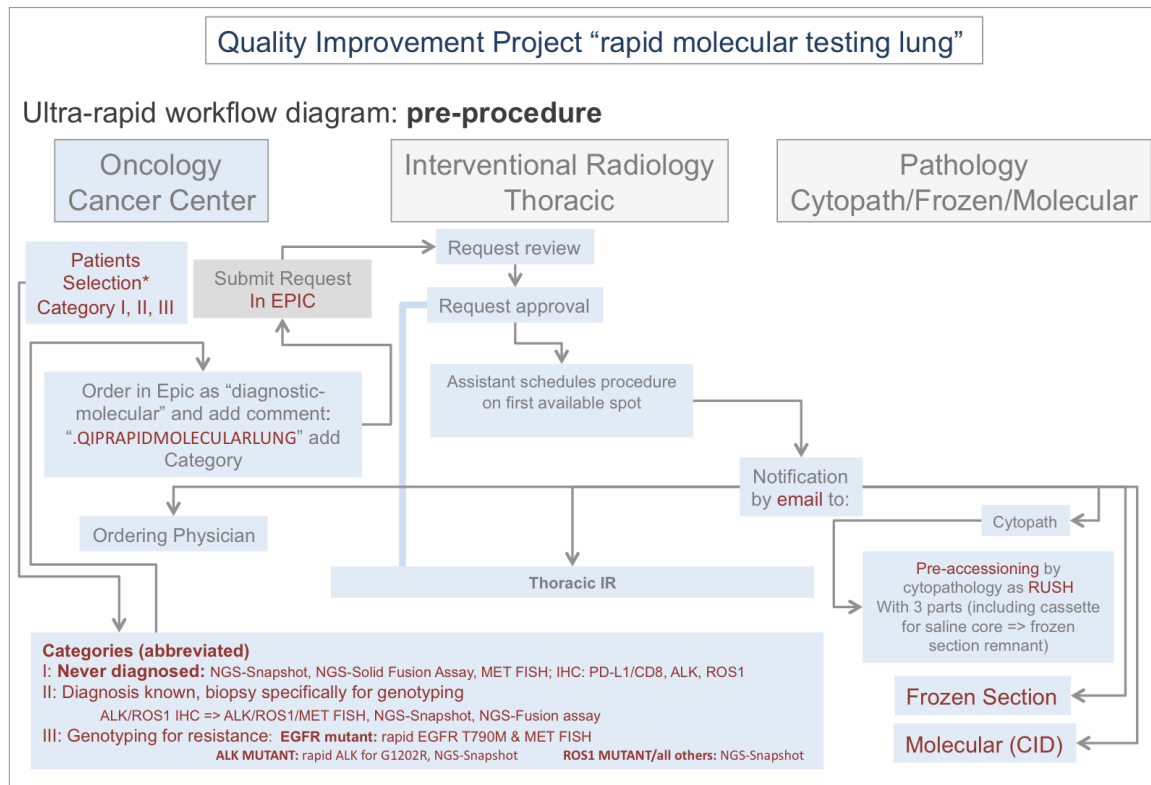 Quality Improvement Project “rapid molecular testing lung”
Ultra-rapid workflow diagram: pre-procedure
Oncology
Cancer Center
Interventional Radiology
Thoracic
Pathology
Cytopath/Frozen/Molecular
Patients
Selection*
Category I, II, III
Submit Request
In EPIC
Request review
Request approval
Order in Epic as “diagnostic-
molecular” and add comment:
“.QIPRAPIDMOLECULARLUNG” add
Category
Assistant schedules procedure
on first available spot
Notification
by email to:
Ordering Physician
Cytopath
Thoracic IR
Pre-accessioning by
cytopathology as RUSH
With 3 parts (including cassette
for saline core => frozen
section remnant)
Frozen Section
Molecular (CID)
Categories (abbreviated)
I: Never diagnosed: NGS-Snapshot, NGS-Solid Fusion Assay, MET FISH; IHC: PD-L1/CD8, ALK, ROS1
II: Diagnosis known, biopsy specifically for genotyping
ALK/ROS1 IHC => ALK/ROS1/MET FISH, NGS-Snapshot, NGS-Fusion assay
III: Genotyping for resistance: EGFR mutant: rapid EGFR T790M & MET FISH
ALK MUTANT: rapid ALK for G1202R, NGS-Snapshot ROS1 MUTANT/all others: NGS-Snapshot